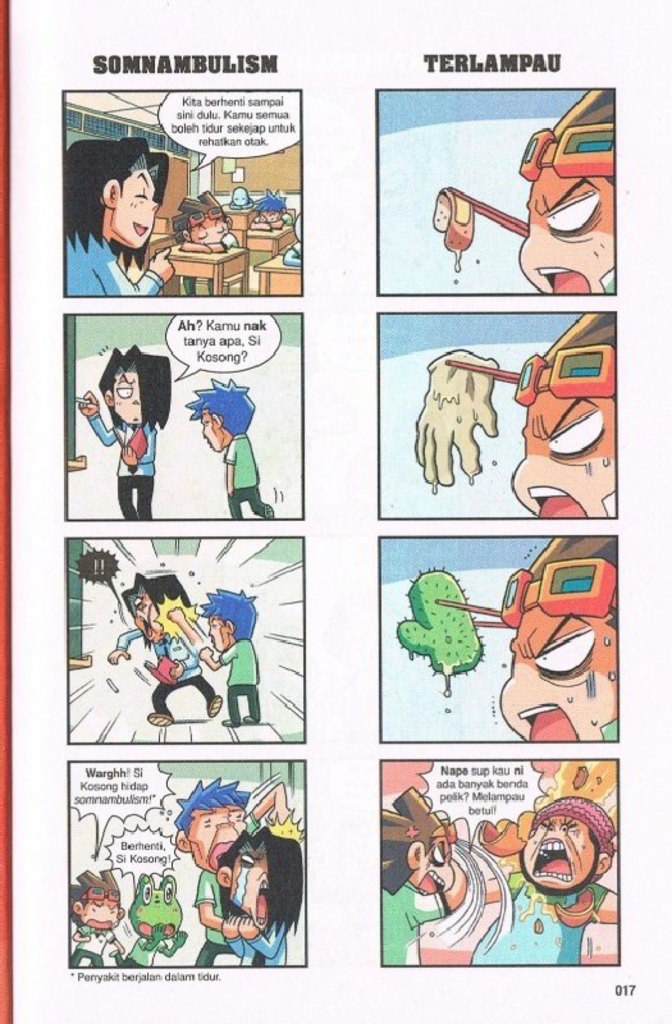 SOMNAMBULISM
Kita berhenti sampai
sini dulu. Kamu semua
boleh tidur sekejap untuk
rehatkan otak.
Ah? Kamu nak
tanya apa, Si
Kosong?
!!
Warghh!! Si
Kosong hidap
somnambulism!*
Berhenti,
Si Kosong!
* Penyakit berjalan dalam tidur.
TERLAMPAU
Napa sup kau ni
ada banyak benda
pelik? Melampau
betul!
017